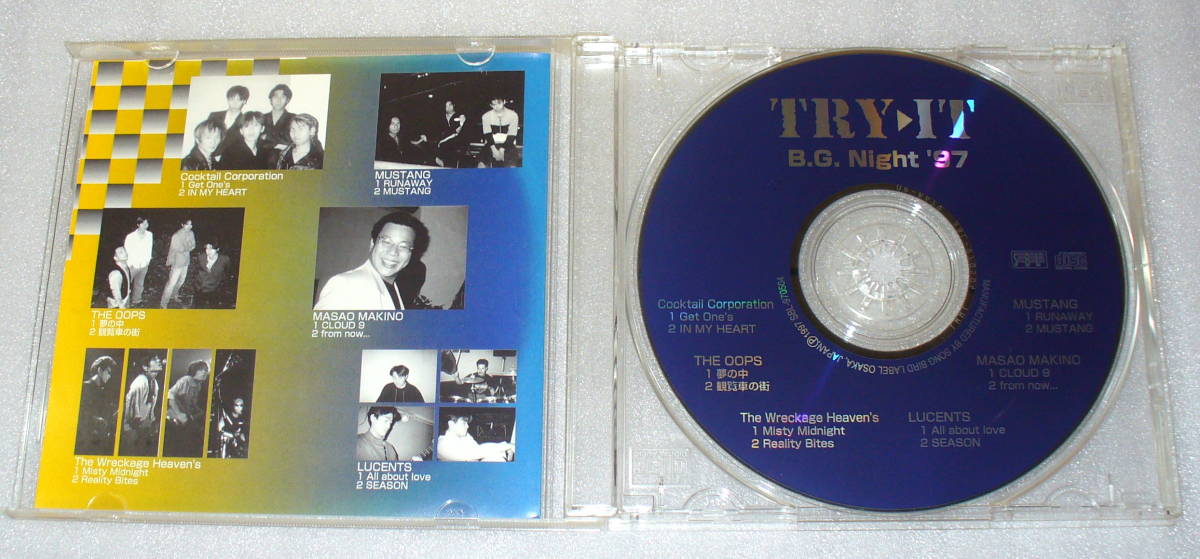 Cocktail Corporation
1 Get One's
2 IN MY HEART
MUSTANG
1 RUNAWAY
2 MUSTANG
THE OOPS
1 夢の中
2 観覧車の街
MASAO MAKINO
1 CLOUD 9
2 from now...
The Wreckage Heaven's
1 Misty Midnight
2 Reality Bites
LUCENTS
1 All about love
2 SEASON
TRY▶IT
B.G. Night '97
Cocktail Corporation
1 Get One's
2 IN MY HEART
MUSTANG
1 RUNAWAY
2 MUSTANG
THE OOPS
1 夢の中
2 観覧車の街
MASAO MAKINO
1 CLOUD 9
2 from now...
The Wreckage Heaven's
1 Misty Midnight
2 Reality Bites
LUCENTS
1 All about love
2 SEASON
MANUFACTURED BY SONG BIRD LABEL OSAKA, JAPAN Ⓟ1997 SBL-970504